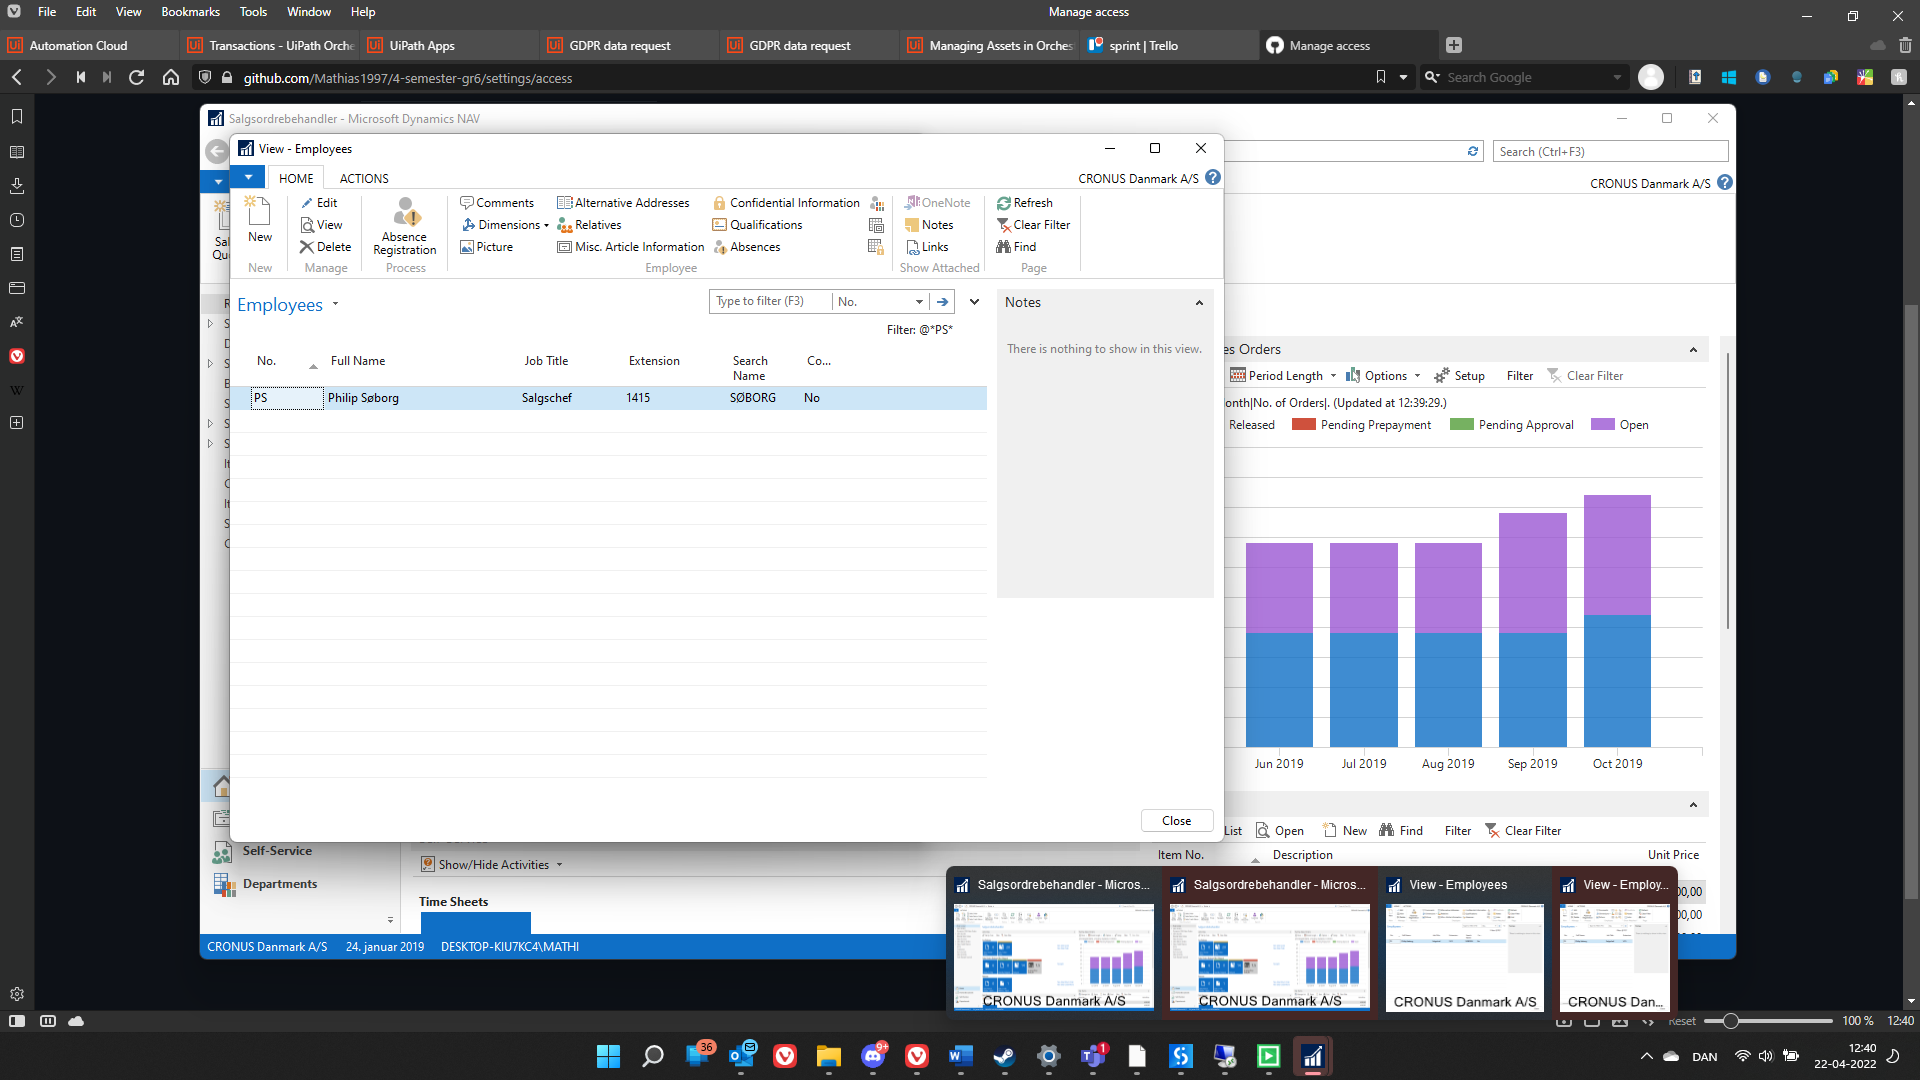 File Edit View Bookmarks Tools Window Help
Manage access
Automation Cloud
Transactions - UiPath Orche
UiPath Apps
GDPR data request
GDPR data request
Managing Assets in Orches
sprint | Trello
Manage access
github.com/Mathias1997/4-semester-gr6/settings/access
Search Google
Salgsordrebehandler - Microsoft Dynamics NAV
Search (Ctrl+F3)
CRONUS Danmark A/S
View - Employees
HOME ACTIONS
CRONUS Danmark A/S
New
Edit
View
Delete
Absence
Registration
Comments
Dimensions
Picture
Alternative Addresses
Relatives
Misc. Article Information
Confidential Information
Qualifications
Absences
OneNote
Notes
Links
Refresh
Clear Filter
Find
New Manage Process Employee Show Attached Page
Employees
Type to filter (F3) No.
Filter: @*PS*
No. Full Name Job Title Extension Search Name Co...
PS Philip Søborg Salgschef 1415 SØBORG No
Notes
There is nothing to show in this view.
Close
es Orders
Period Length Options Setup Filter Clear Filter
onth|No. of Orders|. (Updated at 12:39:29.)
Released Pending Prepayment Pending Approval Open
Jun 2019 Jul 2019 Aug 2019 Sep 2019 Oct 2019
List Open New Find Filter Clear Filter
Item No. Description Unit Price
00,00
00,00
Self-Service
Departments
Show/Hide Activities
Time Sheets
CRONUS Danmark A/S 24. januar 2019 DESKTOP-KIU7KC4\MATHI
Salgsordrebehandler - Micros...
Salgsordrebehandler - Micros...
View - Employees
View - Employ...
CRONUS Danmark A/S
CRONUS Danmark A/S
CRONUS Danmark A/S
CRONUS Dan...
Reset 100 % 12:40
36
9+
1
DAN
12:40
22-04-2022